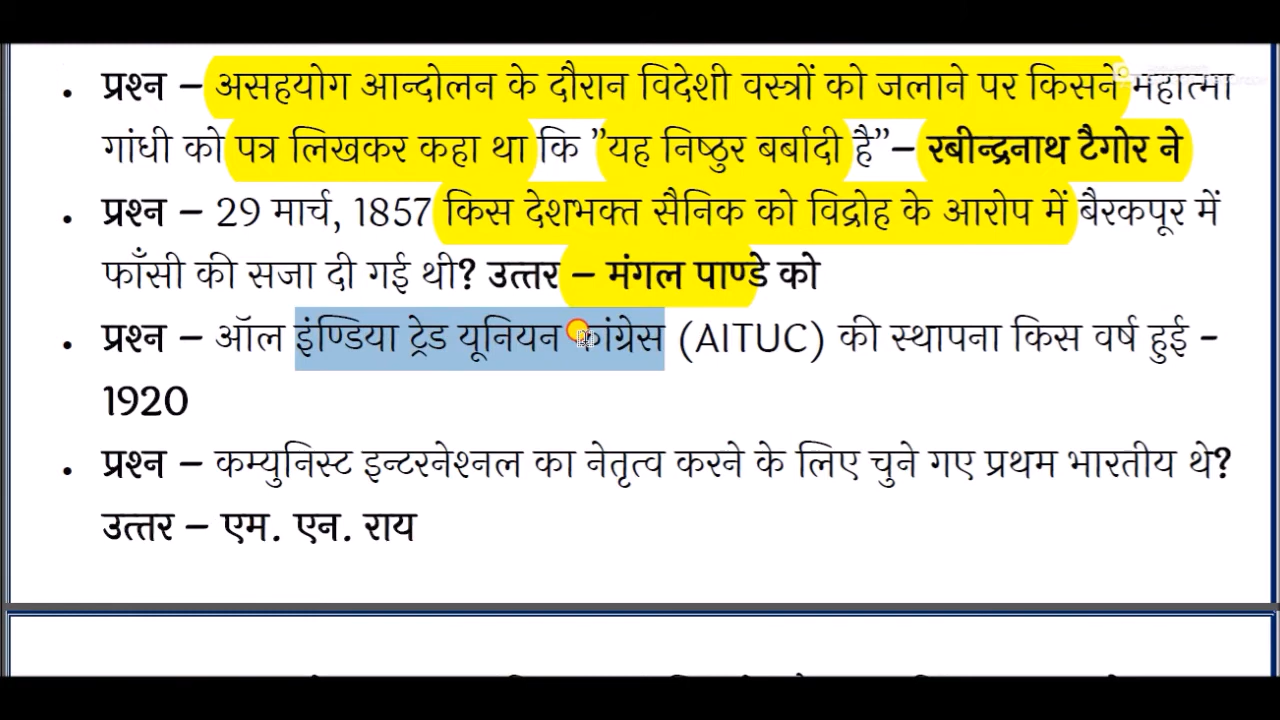 • प्रश्न – असहयोग आन्दोलन के दौरान विदेशी वस्त्रों को जलाने पर किसने महात्मा
गांधी को पत्र लिखकर कहा था कि ”यह निष्ठुर बर्बादी है”– रबीन्द्रनाथ टैगोर ने
• प्रश्न – 29 मार्च, 1857 किस देशभक्त सैनिक को विद्रोह के आरोप में बैरकपूर में
फाँसी की सजा दी गई थी? उत्तर – मंगल पाण्डे को
• प्रश्न – ऑल इंण्डिया ट्रेड यूनियन कांग्रेस (AITUC) की स्थापना किस वर्ष हुई -
1920
• प्रश्न – कम्युनिस्ट इन्टरनेश्नल का नेतृत्व करने के लिए चुने गए प्रथम भारतीय थे?
उत्तर – एम. एन. राय